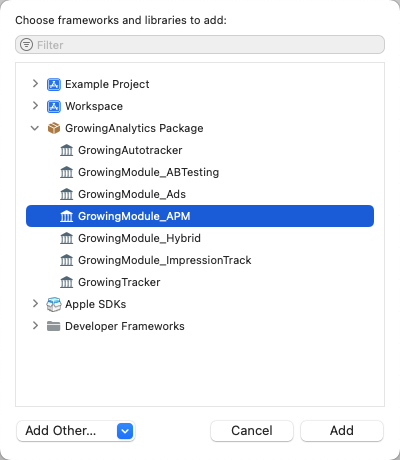 Choose frameworks and libraries to add:
Filter
Example Project
Workspace
GrowingAnalytics Package
GrowingAutotracker
GrowingModule_ABTesting
GrowingModule_Ads
GrowingModule_APM
GrowingModule_Hybrid
GrowingModule_ImpressionTrack
GrowingTracker
Apple SDKs
Developer Frameworks
Add Other... Cancel Add